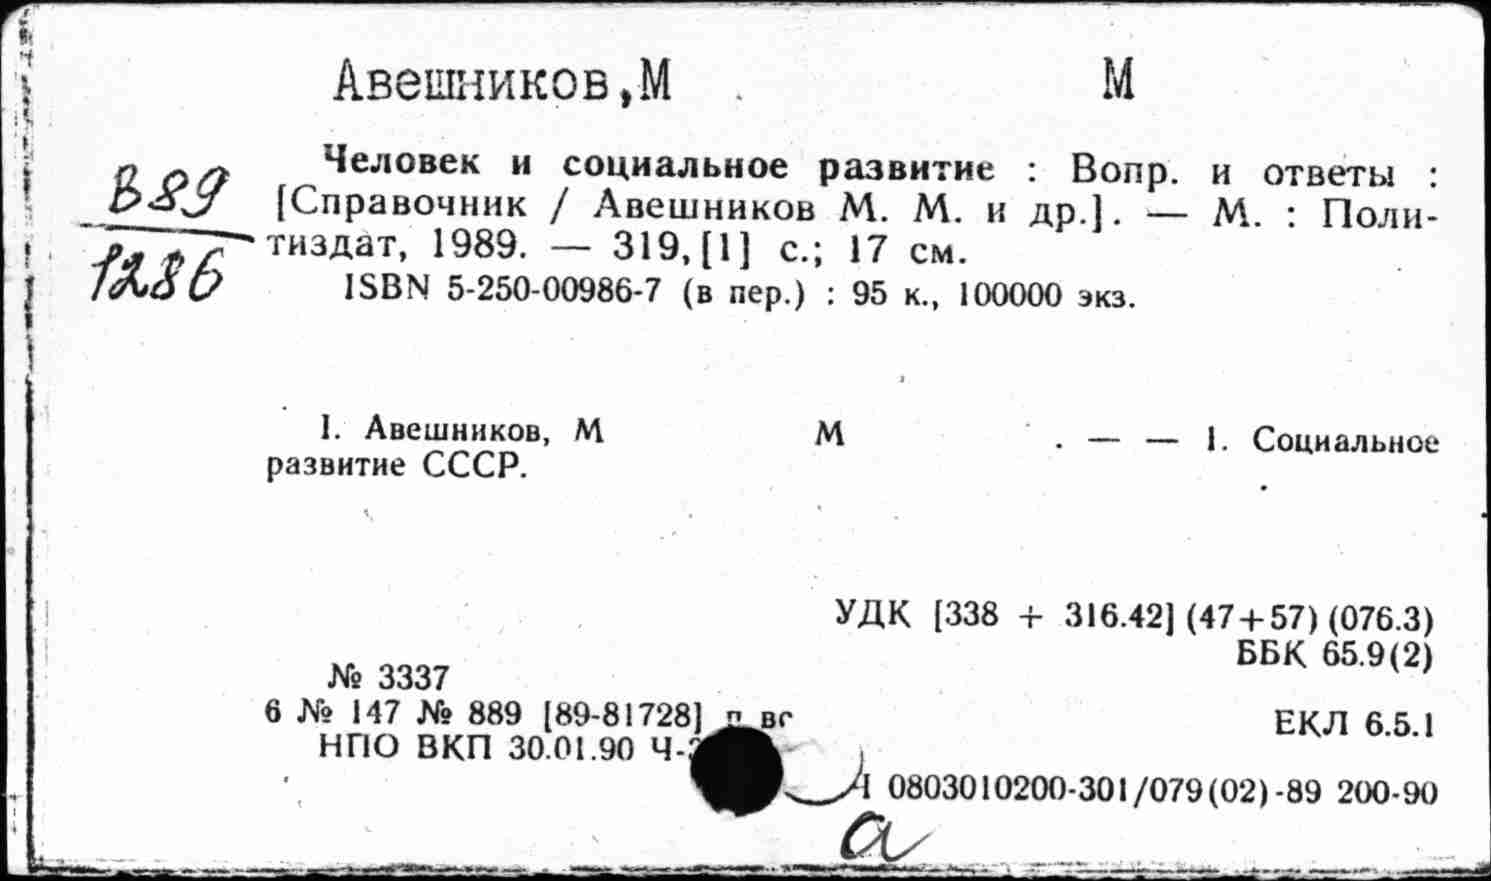 Авешников,М М
Человек и социальное развитие : Вопр. и ответы :
В89
[Справочник / Авешников М. М. и др.]. — М. : Поли-
тиздат, 1989. — 319, [1] с.; 17 см.
1286
ISBN 5-250-00986-7 (в пер.) : 95 к., 100000 экз.
I. Авешников, М М . — — 1. Социальное
развитие СССР.
УДК [338 + 316.42] (47+57) (076.3)
ББК 65.9(2)
№ 3337
6 № 147 № 889 [89-81728] п вг
ЕКЛ 6.5.1
НПО ВКП 30.01.90 Ч-
0803010200-301/079(02)-89 200-90
а